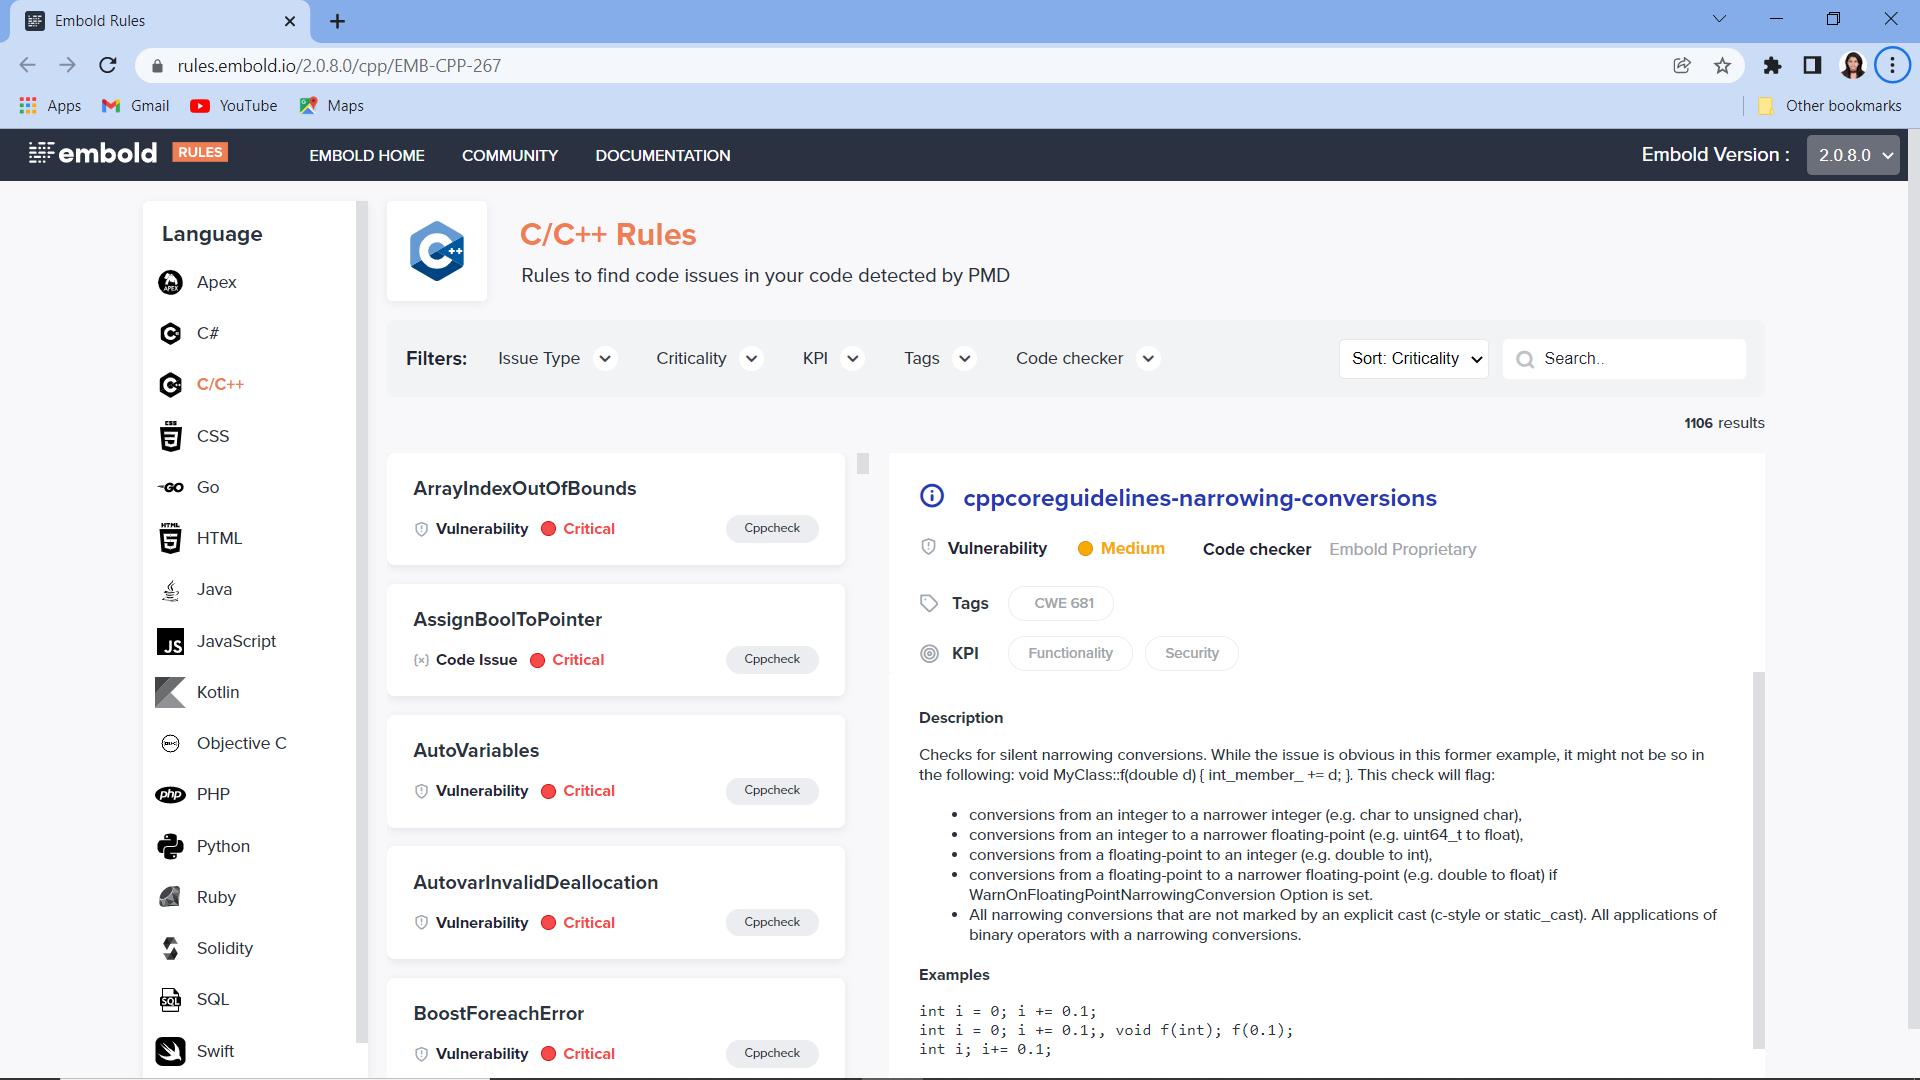 Embold Rules
rules.embold.io/2.0.8.0/cpp/EMB-CPP-267
Apps Gmail YouTube Maps Other bookmarks
embold RULES EMBOLD HOME COMMUNITY DOCUMENTATION Embold Version : 2.0.8.0
Language
Apex
C#
C/C++
CSS
Go
HTML
Java
JavaScript
Kotlin
Objective C
PHP
Python
Ruby
Solidity
SQL
Swift
C/C++ Rules
Rules to find code issues in your code detected by PMD
Filters: Issue Type Criticality KPI Tags Code checker Sort: Criticality Search..
1106 results
ArrayIndexOutOfBounds
Vulnerability Critical Cppcheck
AssignBoolToPointer
Code Issue Critical Cppcheck
AutoVariables
Vulnerability Critical Cppcheck
AutovarInvalidDeallocation
Vulnerability Critical Cppcheck
BoostForeachError
Vulnerability Critical Cppcheck
cppcoreguidelines-narrowing-conversions
Vulnerability Medium Code checker Embold Proprietary
Tags CWE 681
KPI Functionality Security
Description
Checks for silent narrowing conversions. While the issue is obvious in this former example, it might not be so in
the following: void MyClass::f(double d) { int_member_ += d; }. This check will flag:
• conversions from an integer to a narrower integer (e.g. char to unsigned char),
• conversions from an integer to a narrower floating-point (e.g. uint64_t to float),
• conversions from a floating-point to an integer (e.g. double to int),
• conversions from a floating-point to a narrower floating-point (e.g. double to float) if
WarnOnFloatingPointNarrowingConversion Option is set.
• All narrowing conversions that are not marked by an explicit cast (c-style or static_cast). All applications of
binary operators with a narrowing conversions.
Examples
int i = 0; i += 0.1;
int i = 0; i += 0.1;, void f(int); f(0.1);
int i; i+= 0.1;